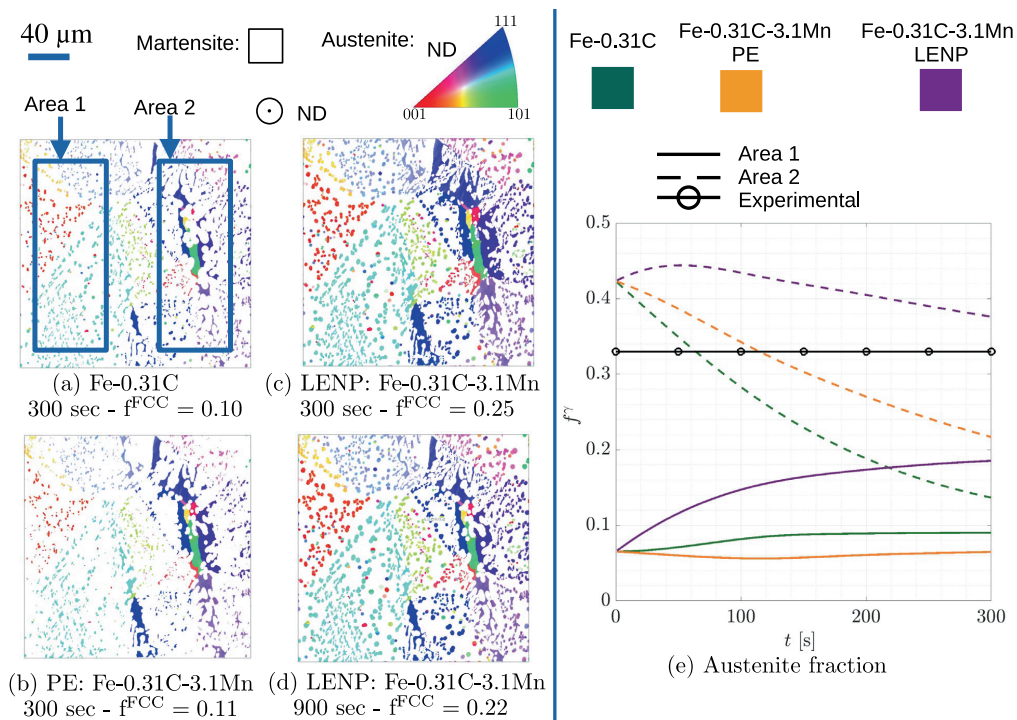 40 μm
Martensite:
Austenite:
ND
111
001
101
Area 1
Area 2
ND
(a) Fe-0.31C
300 sec - f^FCC = 0.10
(c) LENP: Fe-0.31C-3.1Mn
300 sec - f^FCC = 0.25
(b) PE: Fe-0.31C-3.1Mn
300 sec - f^FCC = 0.11
(d) LENP: Fe-0.31C-3.1Mn
900 sec - f^FCC = 0.22
Fe-0.31C
Fe-0.31C-3.1Mn
PE
Fe-0.31C-3.1Mn
LENP
Area 1
Area 2
Experimental
0.5
0.4
0.3
0.2
0.1
0
f^γ
0
100
200
300
t [s]
(e) Austenite fraction